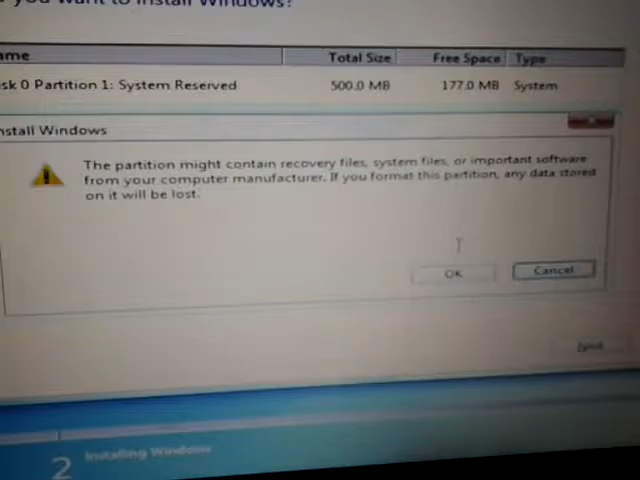 you want to install Windows?
ame Total Size Free Space Type
sk 0 Partition 1: System Reserved 500.0 MB 177.0 MB System
nstall Windows
The partition might contain recovery files, system files, or important software
from your computer manufacturer. If you format this partition, any data stored
on it will be lost.
OK Cancel
Next
2 Installing Windows